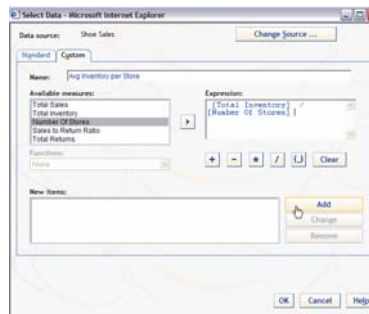 Select Data - Microsoft Internet Explorer
Data source: Shoe Sales Change Source ...
Standard Custom
Name: Avg Inventory per Store
Available measures: Expression:
Total Sales
Total Inventory
Number Of Stores
Sales to Return Ratio
Total Returns
[Total Inventory] /
[Number Of Stores]
Functions:
None
+ - * / (,) Clear
New Items:
Add
Change
Remove
OK Cancel Help